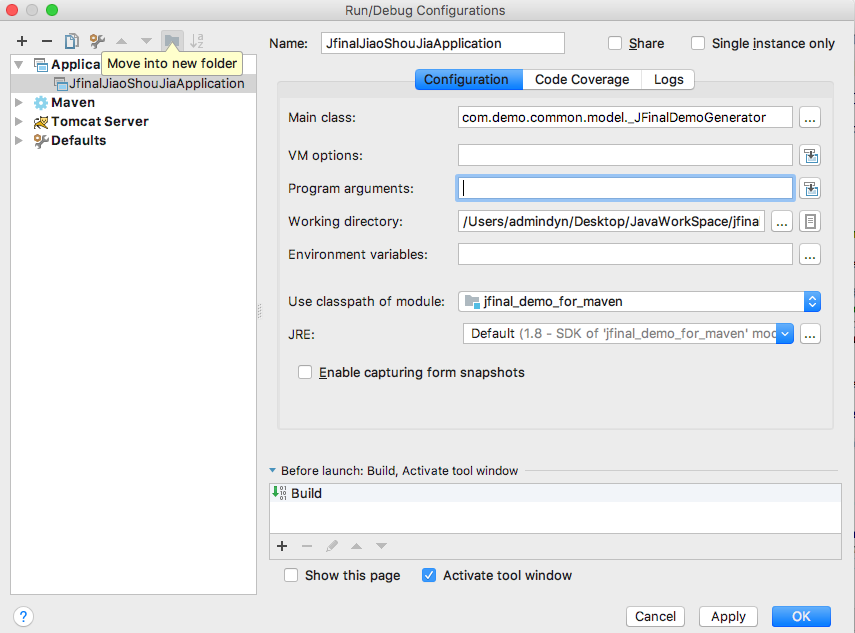 Run/Debug Configurations
Name: JfinalJiaoShouJiaApplication Share Single instance only
Move into new folder
Applica
JfinalJiaoShouJiaApplication
Maven
Tomcat Server
Defaults
Configuration Code Coverage Logs
Main class: com.demo.common.model._JFinalDemoGenerator ...
VM options:
Program arguments:
Working directory: /Users/admindyn/Desktop/JavaWorkSpace/jfina ...
Environment variables: ...
Use classpath of module: jfinal_demo_for_maven
JRE: Default (1.8 - SDK of 'jfinal_demo_for_maven' moc ...
Enable capturing form snapshots
Before launch: Build, Activate tool window
Build
Show this page Activate tool window
? Cancel Apply OK